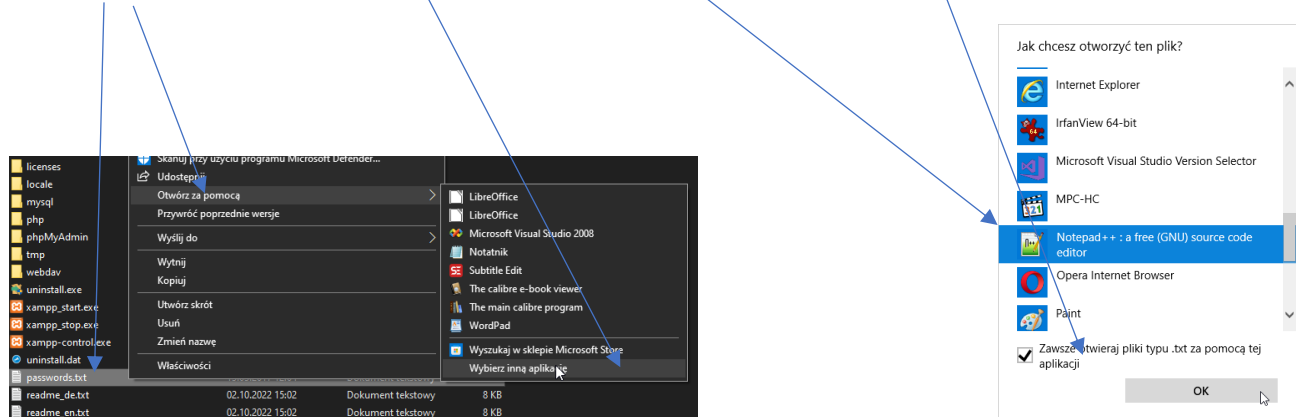 licenses
locale
mysql
php
phpMyAdmin
tmp
webdav
uninstall.exe
xampp_start.exe
xampp_stop.exe
xampp-control.exe
uninstall.dat
passwords.txt
readme_de.txt 02.10.2022 15:02 Dokument tekstowy 8 KB
readme_en.txt 02.10.2022 15:02 Dokument tekstowy 8 KB
Skanuj przy użyciu programu Microsoft Defender...
Udostępnij
Otwórz za pomocą
Przywróć poprzednie wersje
Wyślij do
Wytnij
Kopiuj
Utwórz skrót
Usuń
Zmień nazwę
Właściwości
LibreOffice
LibreOffice
Microsoft Visual Studio 2008
Notatnik
Subtitle Edit
The calibre e-book viewer
The main calibre program
WordPad
Wyszukaj w sklepie Microsoft Store
Wybierz inną aplikację
Jak chcesz otworzyć ten plik?
Internet Explorer
IrfanView 64-bit
Microsoft Visual Studio Version Selector
MPC-HC
Notepad++ : a free (GNU) source code
editor
Opera Internet Browser
Paint
Zawsze otwieraj pliki typu .txt za pomocą tej
aplikacji
OK